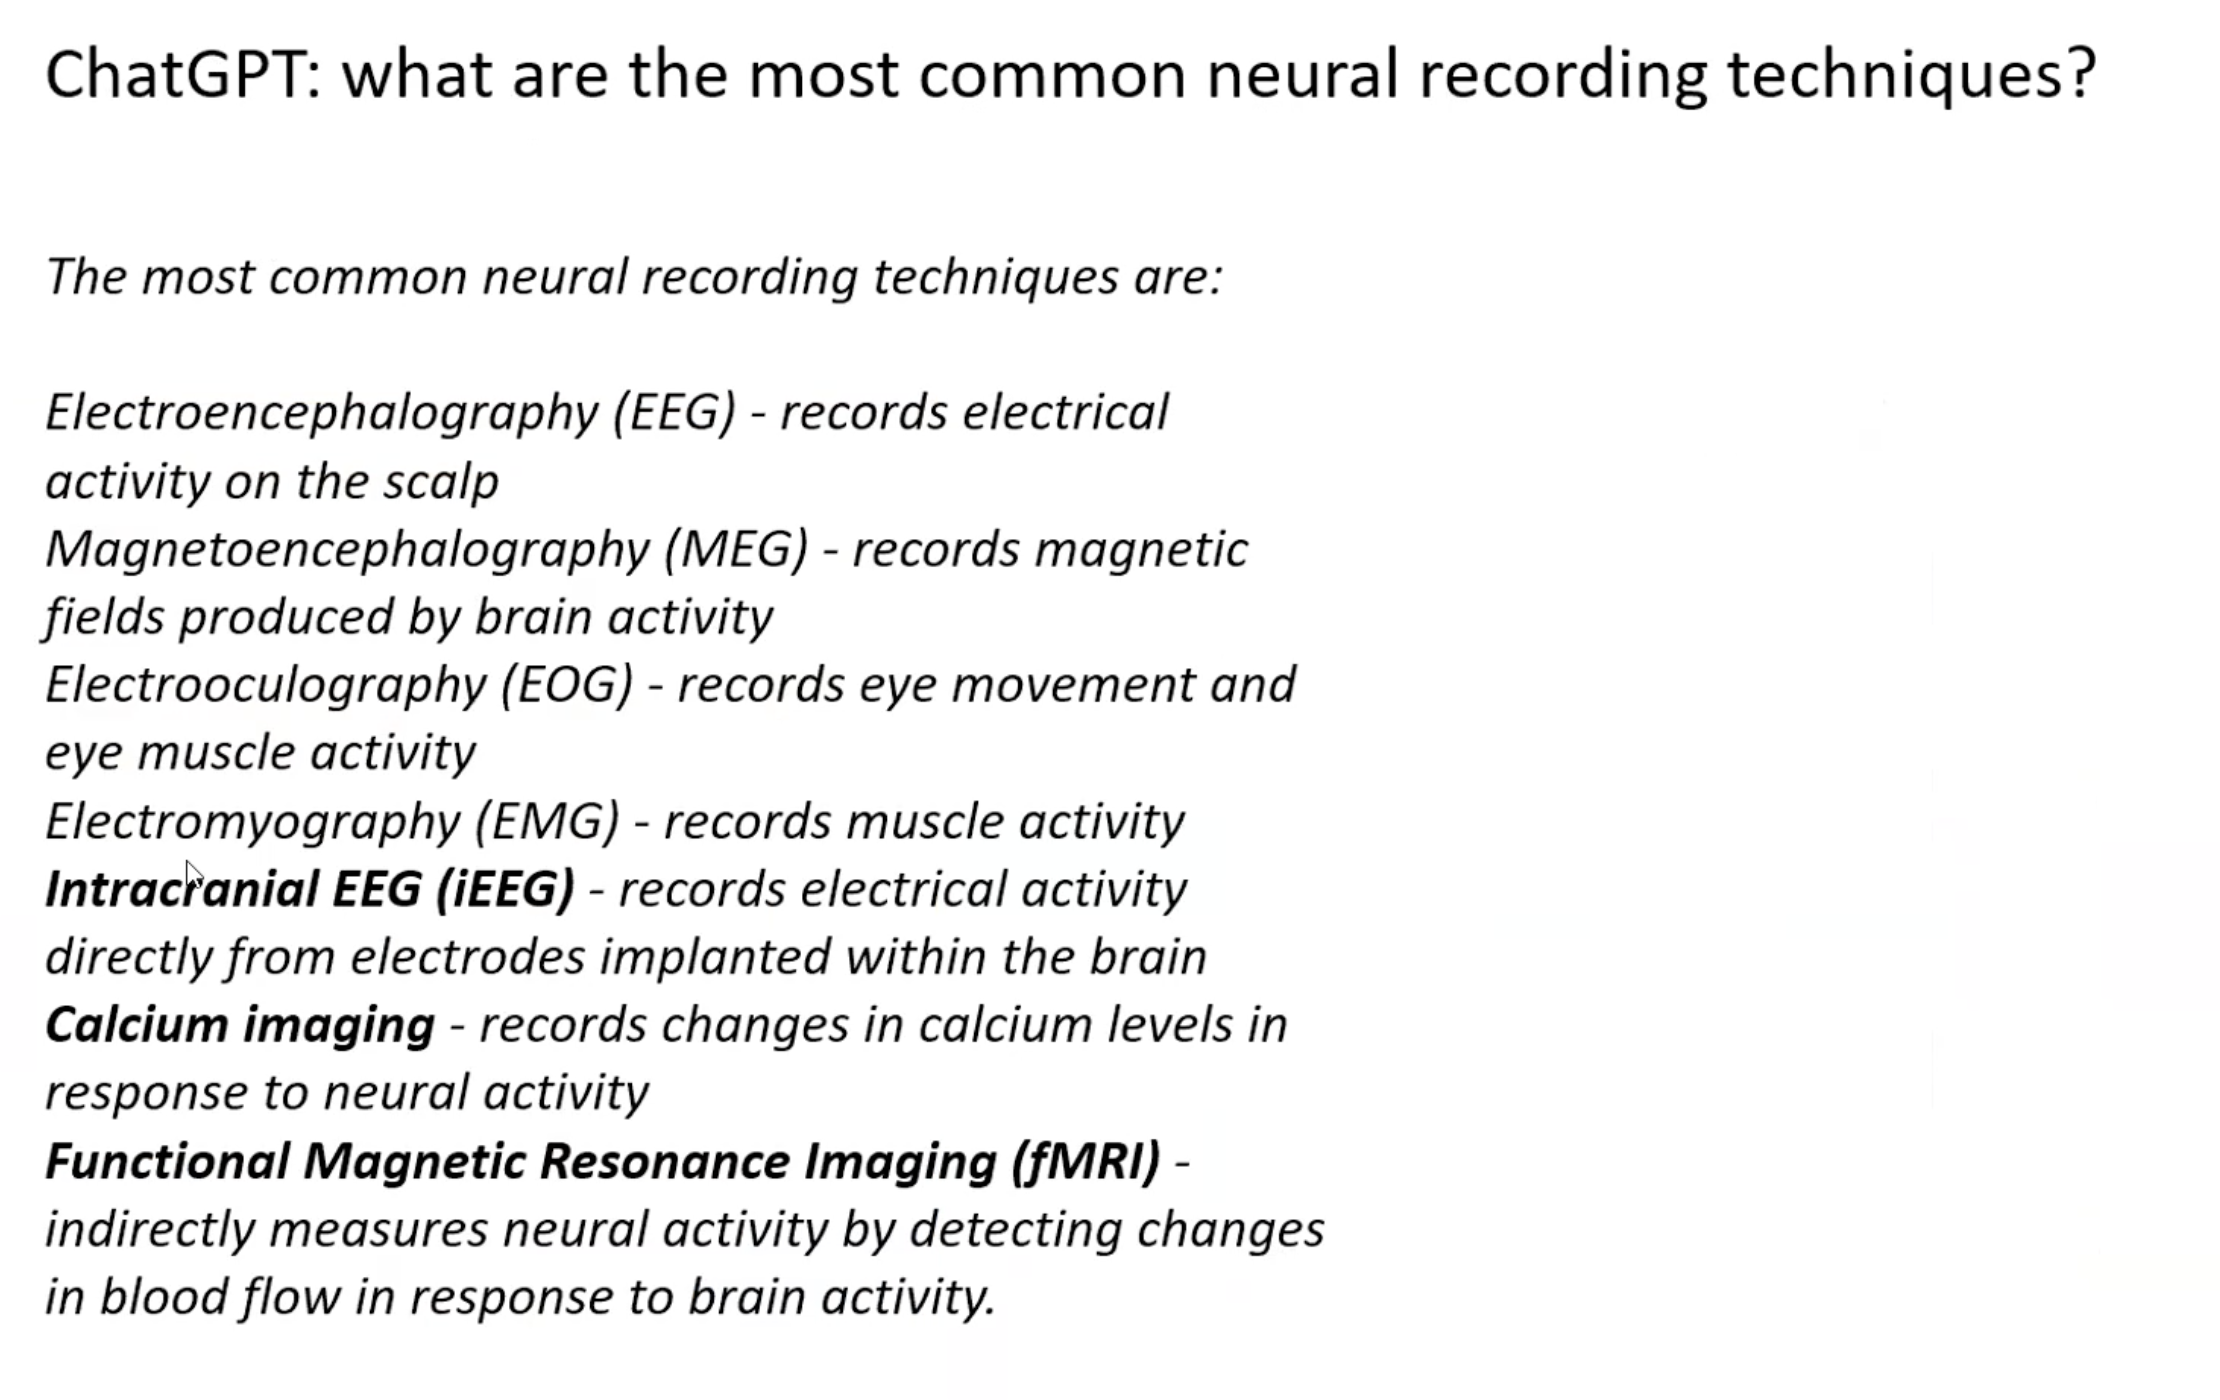 ChatGPT: what are the most common neural recording techniques?
The most common neural recording techniques are:
Electroencephalography (EEG) - records electrical
activity on the scalp
Magnetoencephalography (MEG) - records magnetic
fields produced by brain activity
Electrooculography (EOG) - records eye movement and
eye muscle activity
Electromyography (EMG) - records muscle activity
Intracranial EEG (iEEG) - records electrical activity
directly from electrodes implanted within the brain
Calcium imaging - records changes in calcium levels in
response to neural activity
Functional Magnetic Resonance Imaging (fMRI) -
indirectly measures neural activity by detecting changes
in blood flow in response to brain activity.